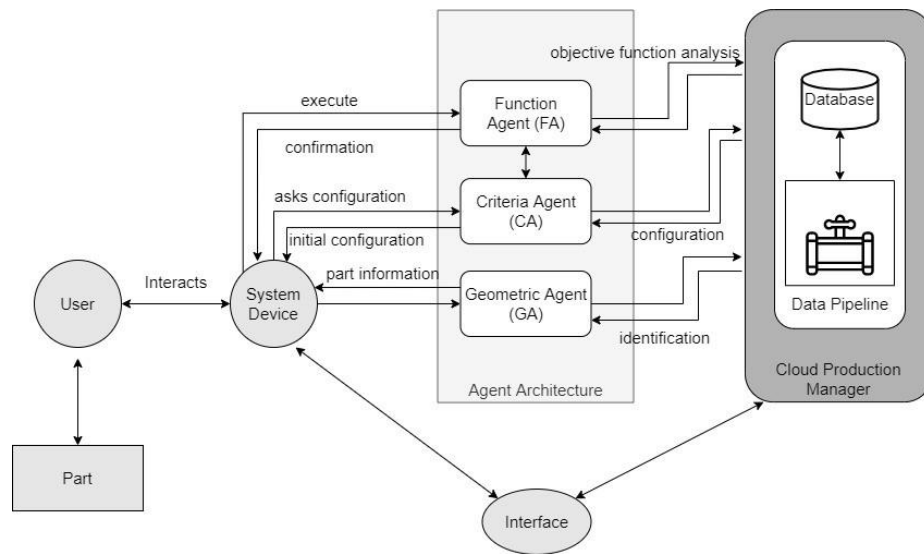 objective function analysis
execute
Function
Agent (FA)
Database
confirmation
asks configuration
Criteria Agent
(CA)
initial configuration
configuration
part information
Interacts
User
System
Device
Geometric Agent
(GA)
Data Pipeline
identification
Cloud Production
Manager
Agent Architecture
Part
Interface